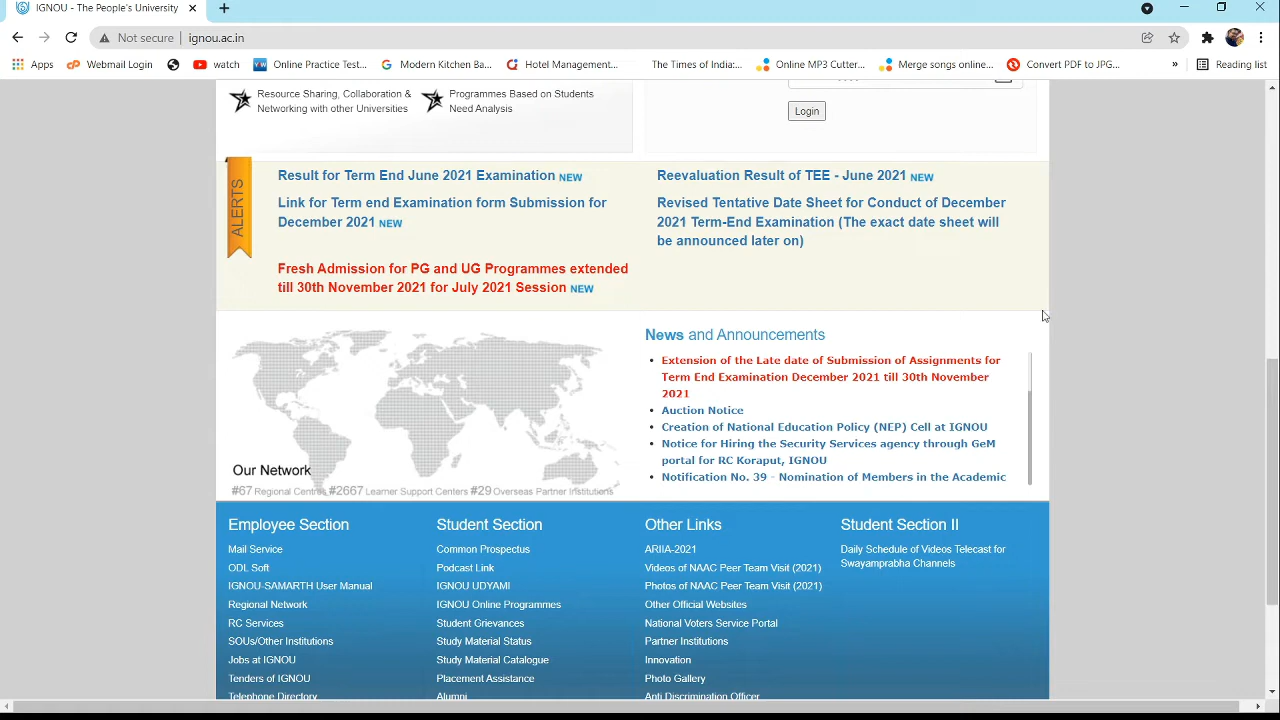 IGNOU - The People's University
Not secure | ignou.ac.in
Apps
Webmail Login
watch
Online Practice Test...
Modern Kitchen Ba...
Hotel Management...
The Times of India:...
Online MP3 Cutter...
Merge songs online...
Convert PDF to JPG...
»
Reading list
Resource Sharing, Collaboration &
Networking with other Universities
Programmes Based on Students
Need Analysis
Login
ALERTS
Result for Term End June 2021 Examination NEW
Reevaluation Result of TEE - June 2021 NEW
Link for Term end Examination form Submission for
December 2021 NEW
Revised Tentative Date Sheet for Conduct of December
2021 Term-End Examination (The exact date sheet will
be announced later on)
Fresh Admission for PG and UG Programmes extended
till 30th November 2021 for July 2021 Session NEW
Our Network
#67 Regional Centres #2667 Learner Support Centers #29 Overseas Partner Institutions
News and Announcements
• Extension of the Late date of Submission of Assignments for
Term End Examination December 2021 till 30th November
2021
• Auction Notice
• Creation of National Education Policy (NEP) Cell at IGNOU
• Notice for Hiring the Security Services agency through GeM
portal for RC Koraput, IGNOU
• Notification No. 39 - Nomination of Members in the Academic
Employee Section
Mail Service
ODL Soft
IGNOU-SAMARTH User Manual
Regional Network
RC Services
SOUs/Other Institutions
Jobs at IGNOU
Tenders of IGNOU
Telephone Directory
Student Section
Common Prospectus
Podcast Link
IGNOU UDYAMI
IGNOU Online Programmes
Student Grievances
Study Material Status
Study Material Catalogue
Placement Assistance
Alumni
Other Links
ARIIA-2021
Videos of NAAC Peer Team Visit (2021)
Photos of NAAC Peer Team Visit (2021)
Other Official Websites
National Voters Service Portal
Partner Institutions
Innovation
Photo Gallery
Anti Discrimination Officer
Student Section II
Daily Schedule of Videos Telecast for
Swayamprabha Channels